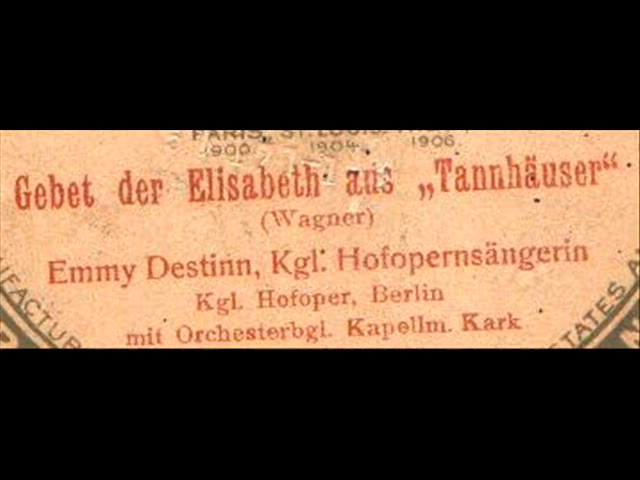 PARIS, ST. LOUIS,
1900. 1904. 1906.
Gebet der Elisabeth aus „Tannhäuser“
(Wagner)
Emmy Destinn, Kgl. Hofopernsängerin
Kgl. Hofoper, Berlin
mit Orchesterbgl. Kapellm. Kark
STATES